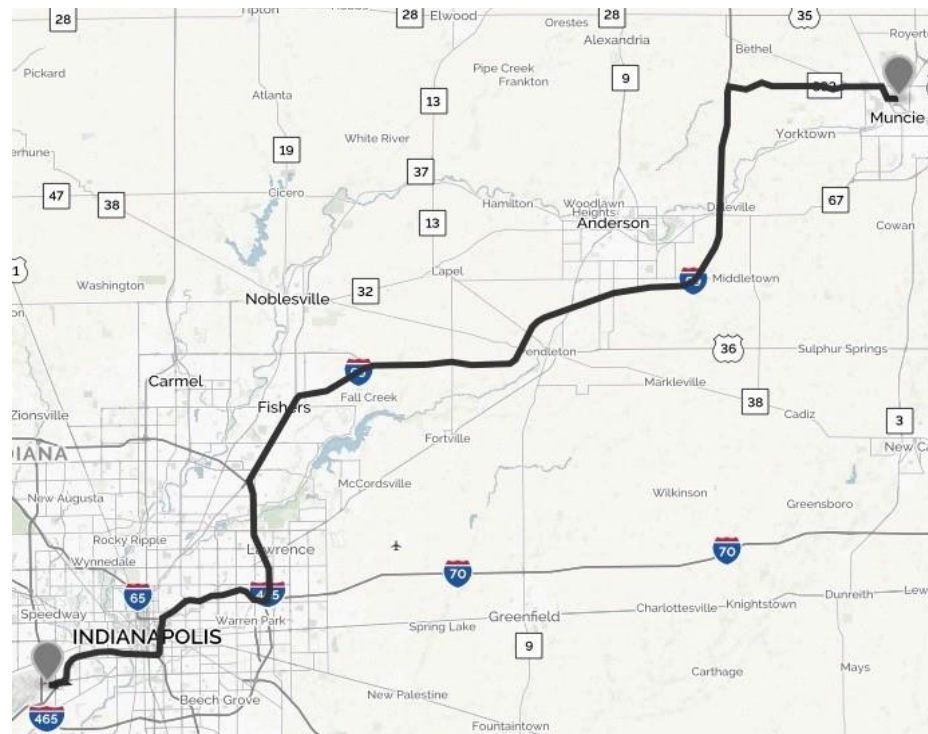 28
Tipton
28
Elwood
Orestes
28
35
Royerto
Alexandria
Bethel
Pickard
Pipe Creek
Frankton
9
Atlanta
13
Muncie
White River
Yorktown
19
37
47
38
Cicero
Hamilton
Woodlawn
Heights
Daleville
67
13
Anderson
Cowan
1
Lapel
Middletown
Washington
Noblesville
32
36
Sulphur Springs
Carmel
Markleville
Fall Creek
Fishers
38
Cadiz
Zionsville
3
Fortville
New Ca
McCordsville
Wilkinson
New Augusta
Greensboro
Rocky Ripple
Lawrence
70
Wynnedale
70
65
465
Dunreith
Lew
Speedway
Warren Park
Greenfield
Charlottesville
Knightstown
Spring Lake
INDIANAPOLIS
9
Carthage
Mays
New Palestine
Beech Grove
465
Fountaintown